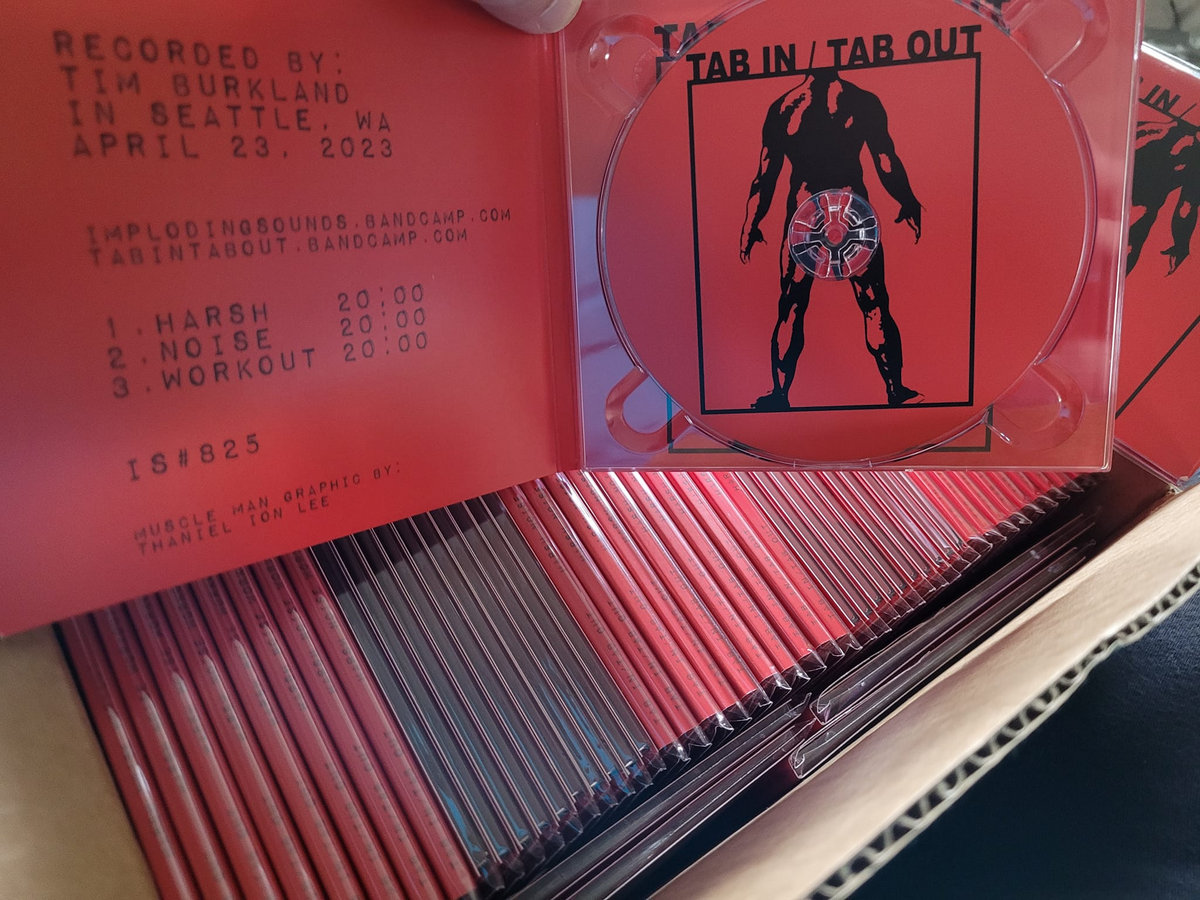 RECORDED BY:
TIM BURKLAND
IN SEATTLE, WA
APRIL 23, 2023
IMPLODINGSOUNDS.BANDCAMP.COM
TABINTABOUT.BANDCAMP.COM
1.HARSH 20:00
2.NOISE 20:00
3.WORKOUT 20:00
IS#825
MUSCLE MAN GRAPHIC BY:
THANIEL ION LEE
TA
TAB IN / TAB OUT
IN /